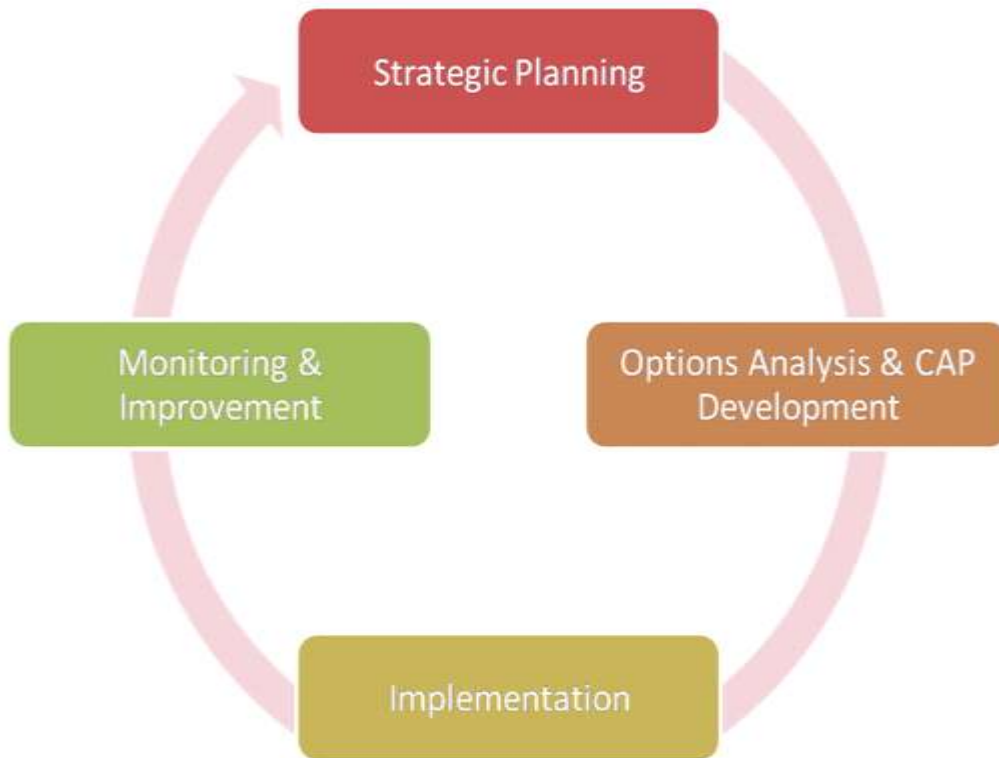 Strategic Planning
Options Analysis & CAP
Development
Implementation
Monitoring &
Improvement